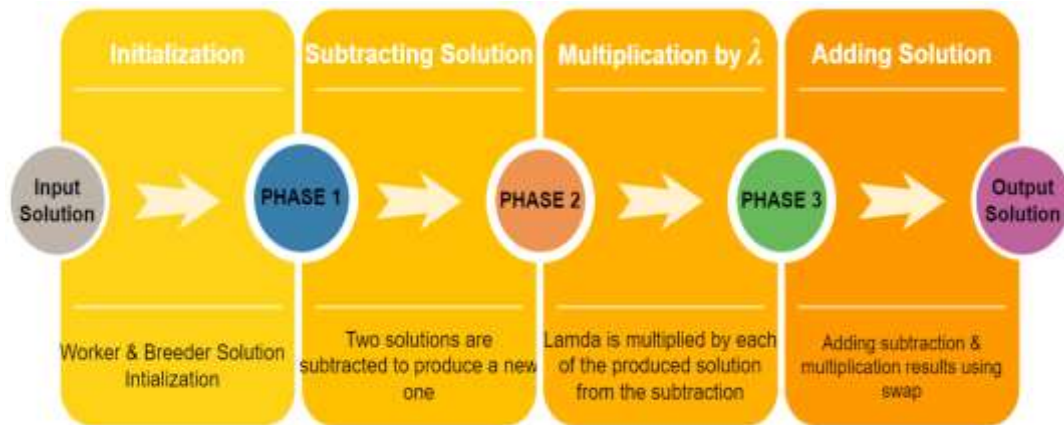 Initialization
Subtracting Solution
Multiplication by λ
Adding Solution
Input
Solution
PHASE 1
PHASE 2
PHASE 3
Output
Solution
Worker & Breeder Solution
Intialization
Two solutions are
subtracted to produce a new
one
Lamda is multiplied by each
of the produced solution
from the subtraction
Adding subtraction &
multiplication results using
swap